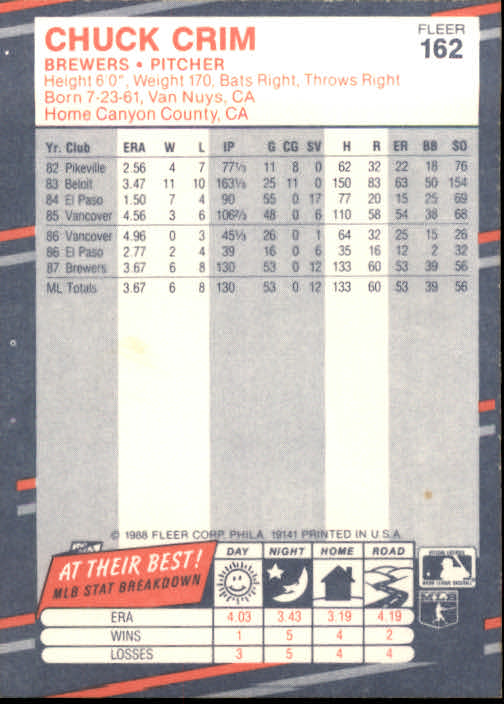 CHUCK CRIM
FLEER
162
BREWERS • PITCHER
Height 6'0", Weight 170, Bats Right, Throws Right
Born 7-23-61, Van Nuys, CA
Home Canyon County, CA
Yr. Club ERA W L IP G CG SV H R ER BB SO
82 Pikeville 2.56 4 7 77⅓ 11 8 0 62 32 22 18 76
83 Beloit 3.47 11 10 163⅓ 25 11 0 150 83 63 50 154
84 El Paso 1.50 7 4 90 55 0 17 77 20 15 25 69
85 Vancover 4.56 3 6 106⅔ 48 0 6 110 58 54 38 68
86 Vancover 4.96 0 3 45⅓ 26 0 1 64 32 25 15 26
86 El Paso 2.77 2 4 39 16 0 6 35 16 12 2 32
87 Brewers 3.67 6 8 130 53 0 12 133 60 53 39 56
ML Totals 3.67 6 8 130 53 0 12 133 60 53 39 56
© 1988 FLEER CORP. PHILA. 19141 PRINTED IN U.S.A.
AT THEIR BEST!
MLB STAT BREAKDOWN
DAY NIGHT HOME ROAD
ERA 4.03 3.43 3.19 4.19
WINS 1 5 4 2
LOSSES 3 5 4 4
MAJOR LEAGUE BASEBALL
MLB